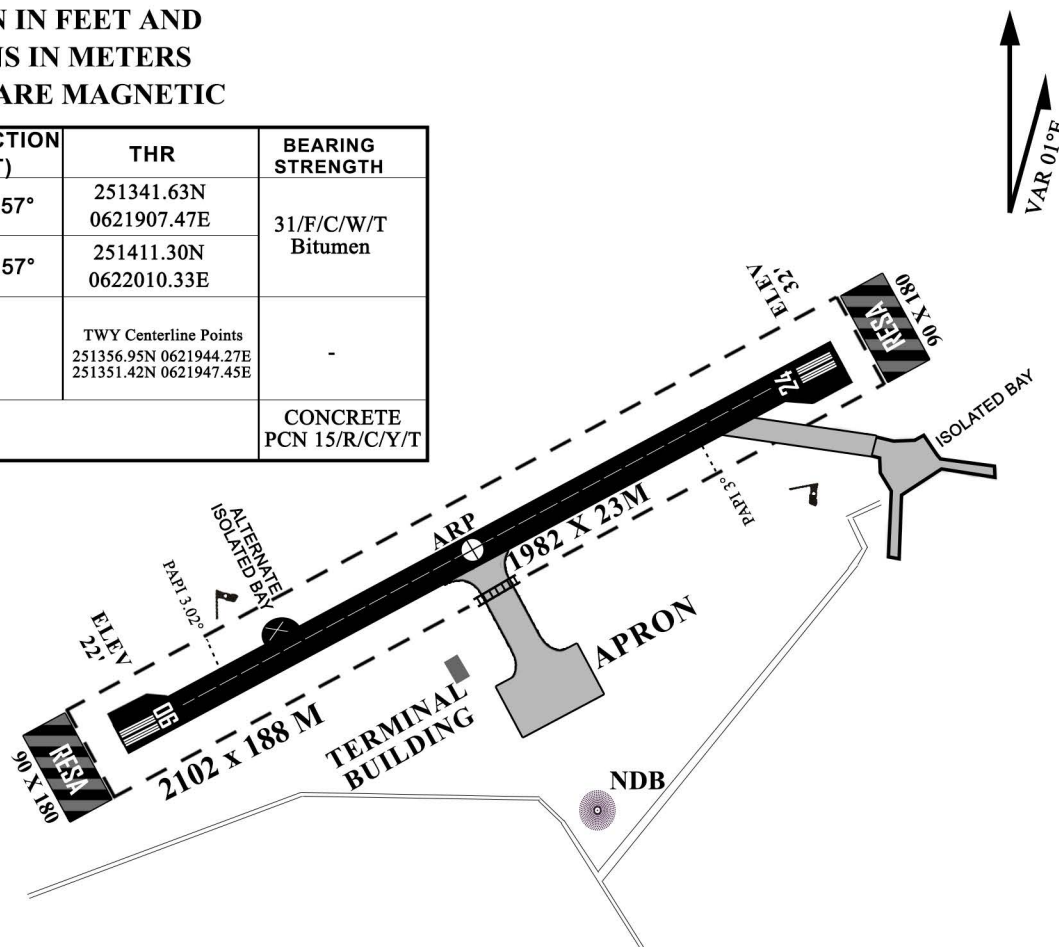 N IN FEET AND
NS IN METERS
ARE MAGNETIC
CTION
T)
THR
BEARING
STRENGTH
57°
251341.63N
0621907.47E
31/F/C/W/T
Bitumen
57°
251411.30N
0622010.33E
TWY Centerline Points
251356.95N 0621944.27E
251351.42N 0621947.45E
-
CONCRETE
PCN 15/R/C/Y/T
VAR 01°E
ELEV
32'
RESA
90 X 180
24
ISOLATED BAY
PAPI 3°
ARP
1982 X 23M
ALTERNATE
ISOLATED BAY
PAPI 3.02°
ELEV
22'
06
RESA
90 X 180
2102 x 188 M
TERMINAL
BUILDING
APRON
NDB